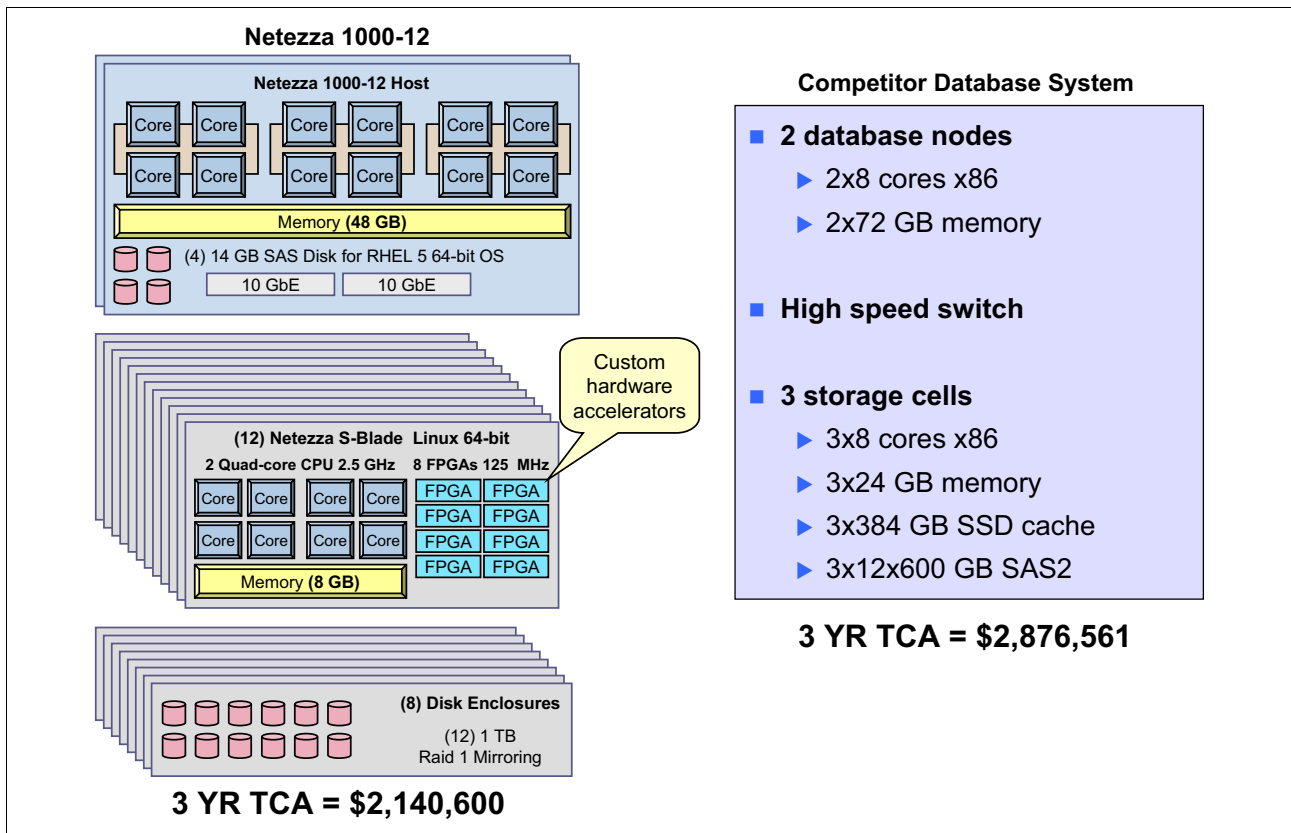 Netezza 1000-12
Netezza 1000-12 Host
Core Core Core Core Core Core
Core Core Core Core Core Core
Memory (48 GB)
(4) 14 GB SAS Disk for RHEL 5 64-bit OS
10 GbE 10 GbE
Custom
hardware
accelerators
(12) Netezza S-Blade Linux 64-bit
2 Quad-core CPU 2.5 GHz 8 FPGAs 125 MHz
Core Core Core Core
Core Core Core Core
FPGA FPGA
FPGA FPGA
FPGA FPGA
FPGA FPGA
Memory (8 GB)
(8) Disk Enclosures
(12) 1 TB
Raid 1 Mirroring
3 YR TCA = $2,140,600
Competitor Database System
2 database nodes
2x8 cores x86
2x72 GB memory
High speed switch
3 storage cells
3x8 cores x86
3x24 GB memory
3x384 GB SSD cache
3x12x600 GB SAS2
3 YR TCA = $2,876,561